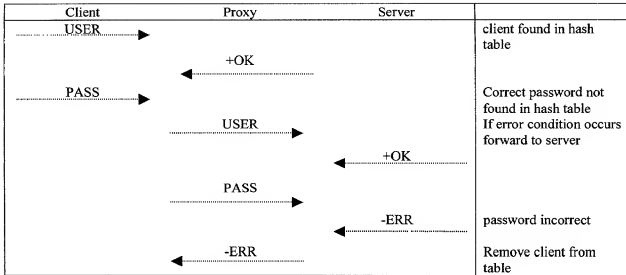 Client Proxy Server
USER client found in hash
table
+OK
PASS Correct password not
found in hash table
USER If error condition occurs
forward to server
+OK
PASS
-ERR password incorrect
-ERR Remove client from
table